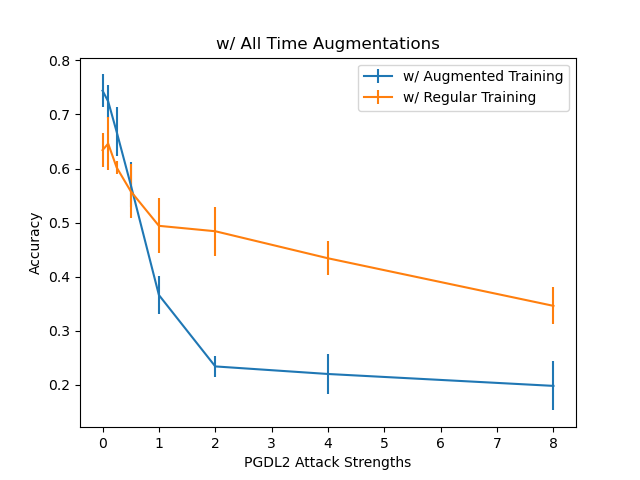 w/ All Time Augmentations
w/ Augmented Training
w/ Regular Training
Accuracy
0.8
0.7
0.6
0.5
0.4
0.3
0.2
0 1 2 3 4 5 6 7 8
PGDL2 Attack Strengths